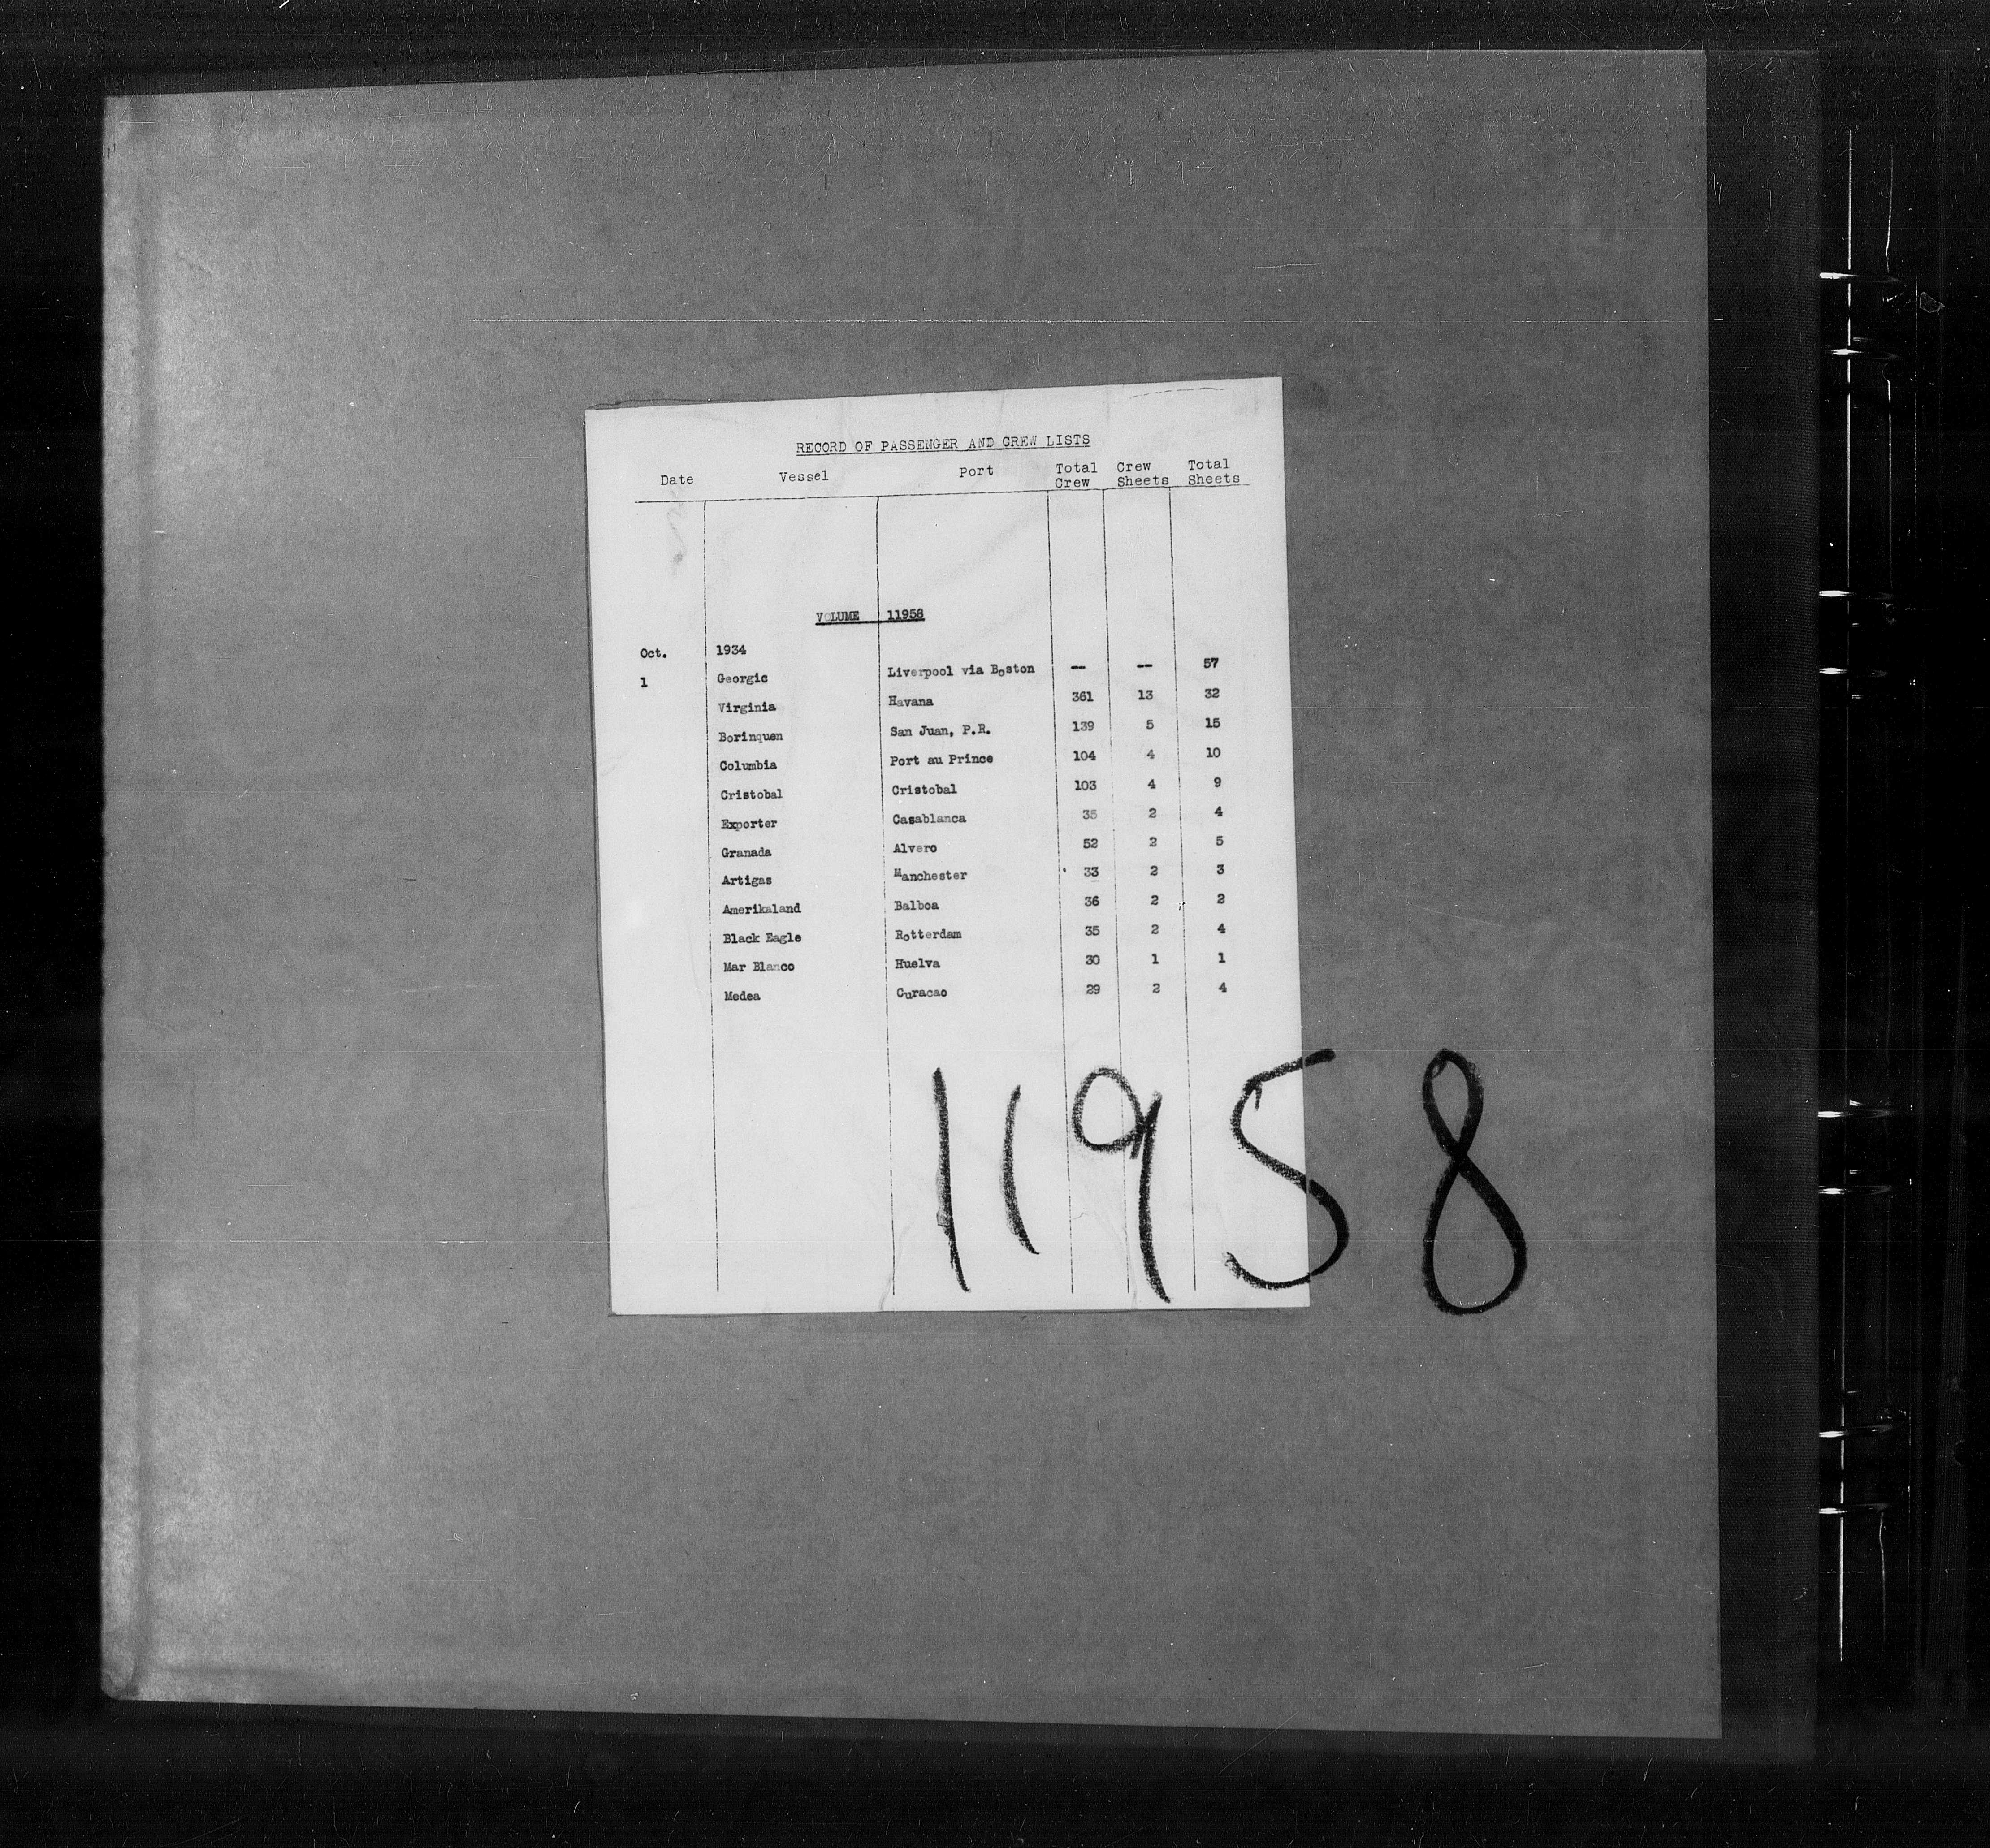 RECORD OF PASSENGER AND CREW LISTS
Date Vessel Port Total Crew Crew Sheets Total Sheets
VOLUME 11958
Oct. 1934
1 Georgic Liverpool via Boston -- -- 57
Virginia Havana 361 13 32
Borinquen San Juan, P.R. 139 5 15
Columbia Port au Prince 104 4 10
Cristobal Cristobal 103 4 9
Exporter Casablanca 35 2 4
Granada Alvero 52 2 5
Artigas Manchester 33 2 3
Amerikaland Balboa 36 2 2
Black Eagle Rotterdam 35 2 4
Mar Blanco Huelva 30 1 1
Medea Curacao 29 2 4
11958